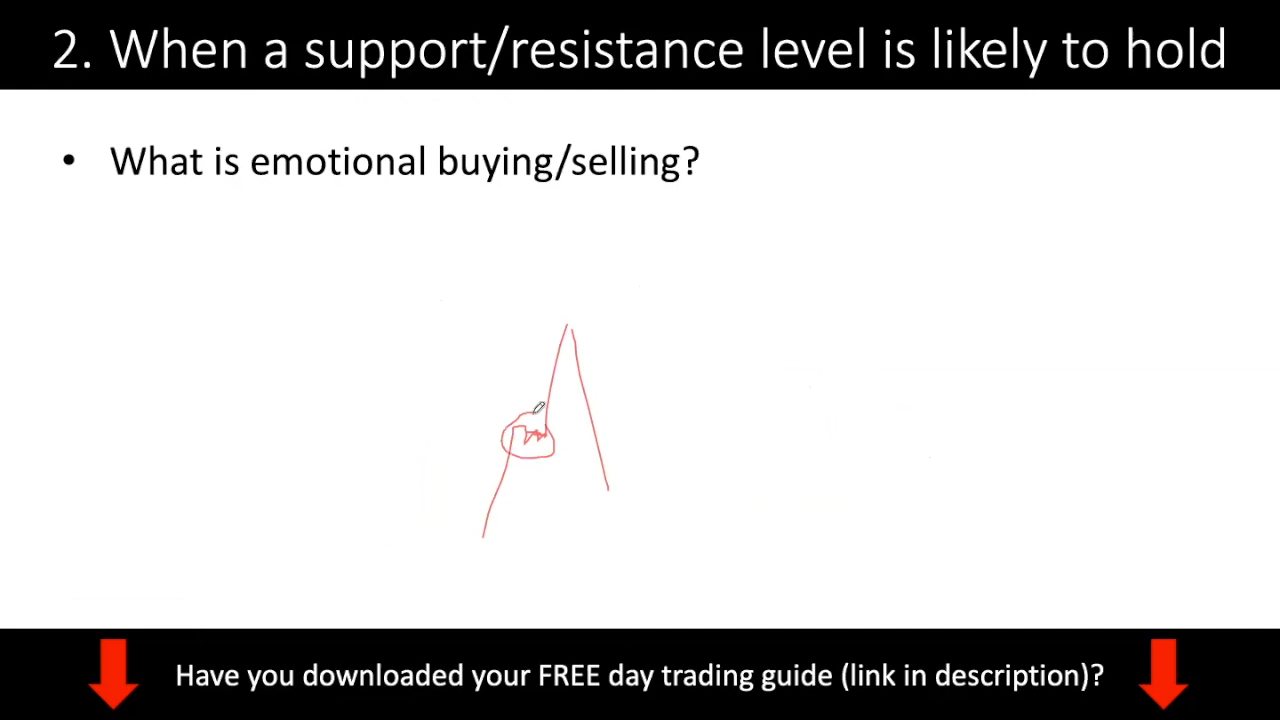 2. When a support/resistance level is likely to hold
• What is emotional buying/selling?
Have you downloaded your FREE day trading guide (link in description)?